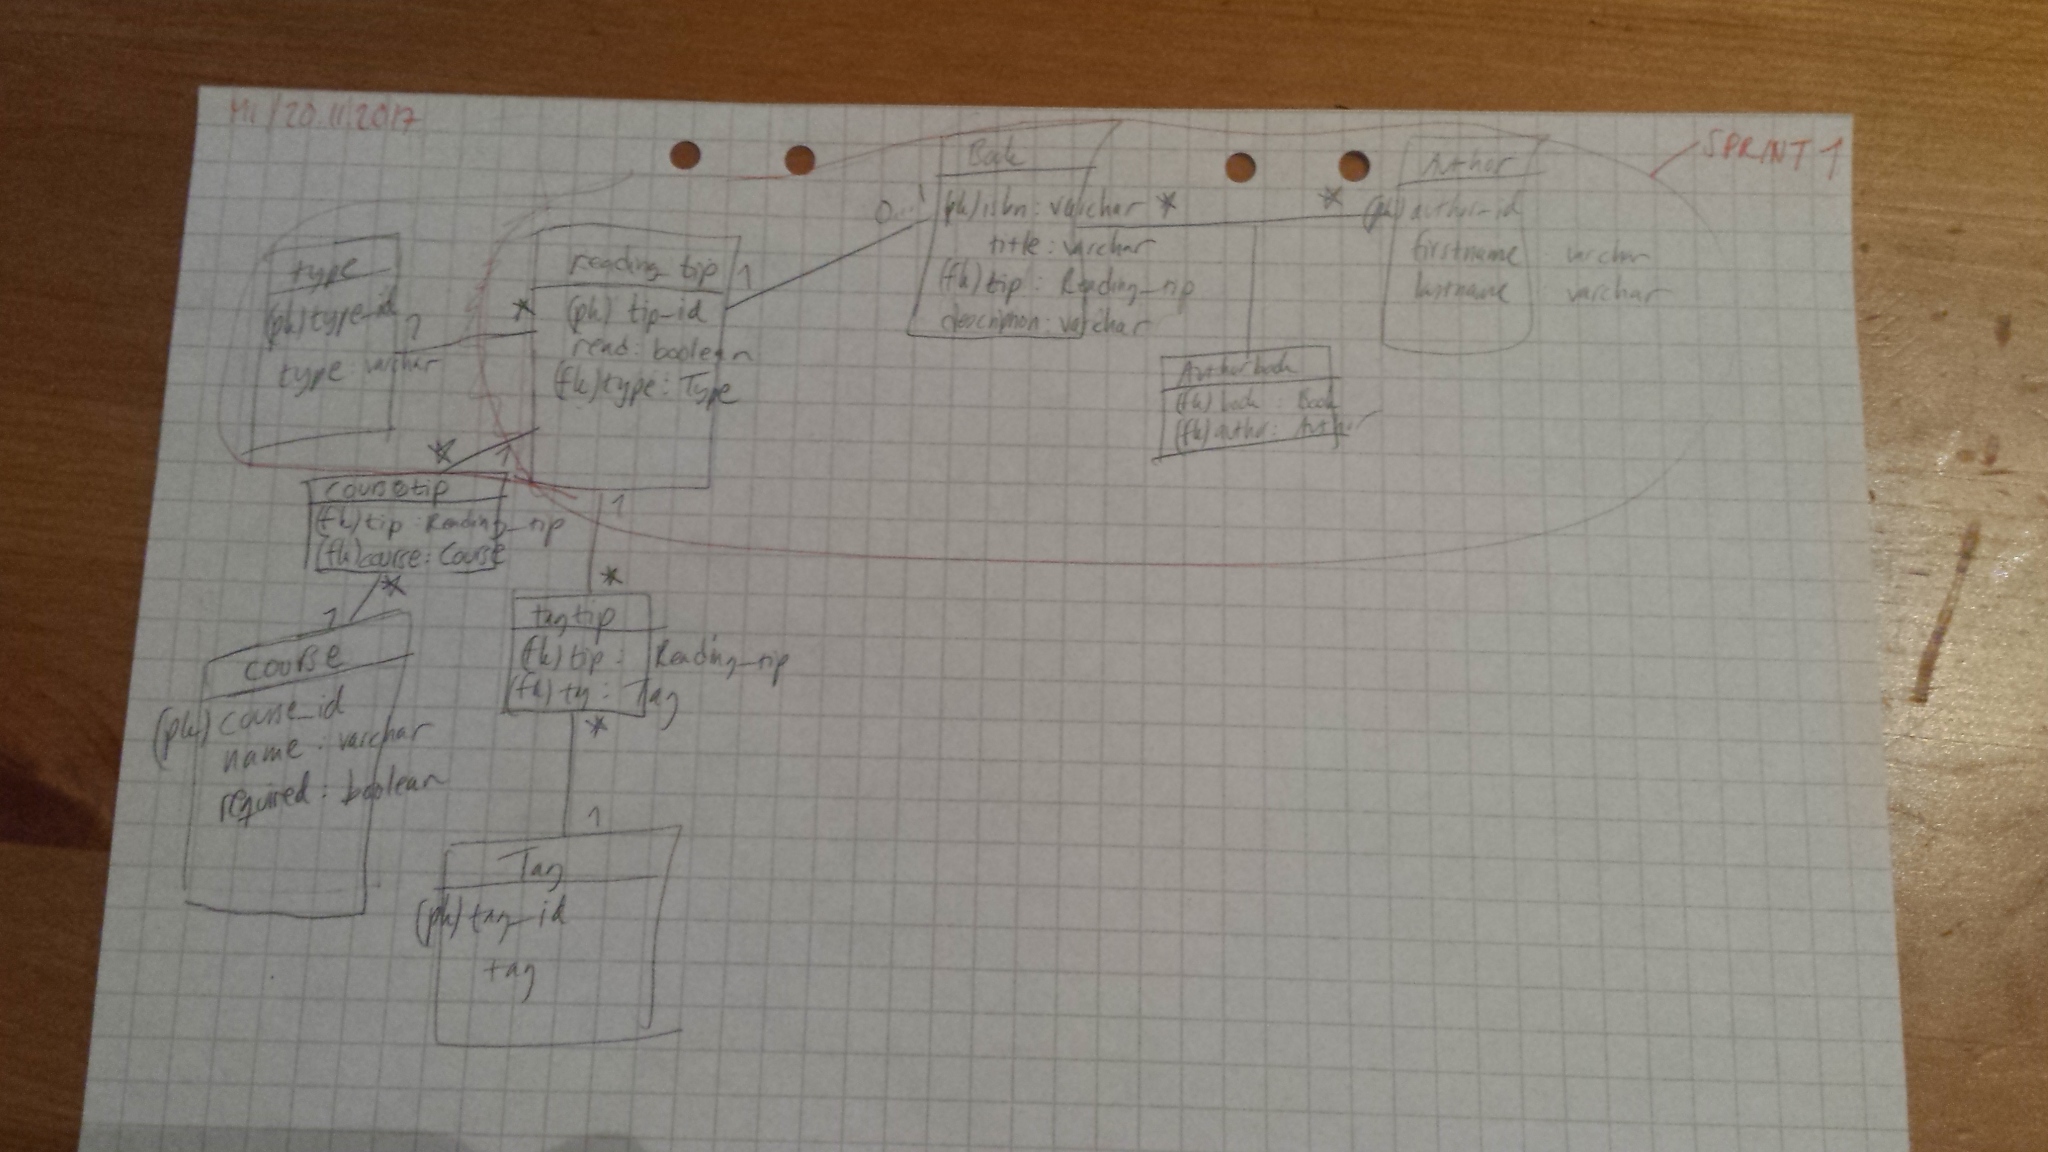 Mi/20.11.2017
SPRINT 1
type
(pk) type_id
type: varchar
1
*
reading tip
(pk) tip_id
read: boolean
(fk) type: Type
1
0...1
Book
(pk) isbn: varchar
title: varchar
(fk) tip: Reading_tip
description: varchar
*
*
Author
(pk) author_id
firstname : varchar
lastname : varchar
Authorbook
(fk) book : Book
(fk) author: Author
*
1
coursetip
(fk) tip: Reading_tip
(fk) course: Course
*
1
course
(pk) course_id
name: varchar
required: boolean
1
*
tagtip
(fk) tip: Reading_tip
(fk) tg: Tag
*
1
Tag
(pk) tag_id
tag